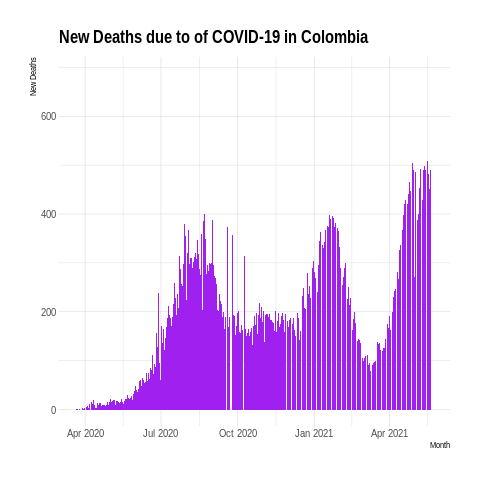 New Deaths due to of COVID-19 in Colombia
New Deaths
600
400
200
0
Apr 2020 Jul 2020 Oct 2020 Jan 2021 Apr 2021
Month